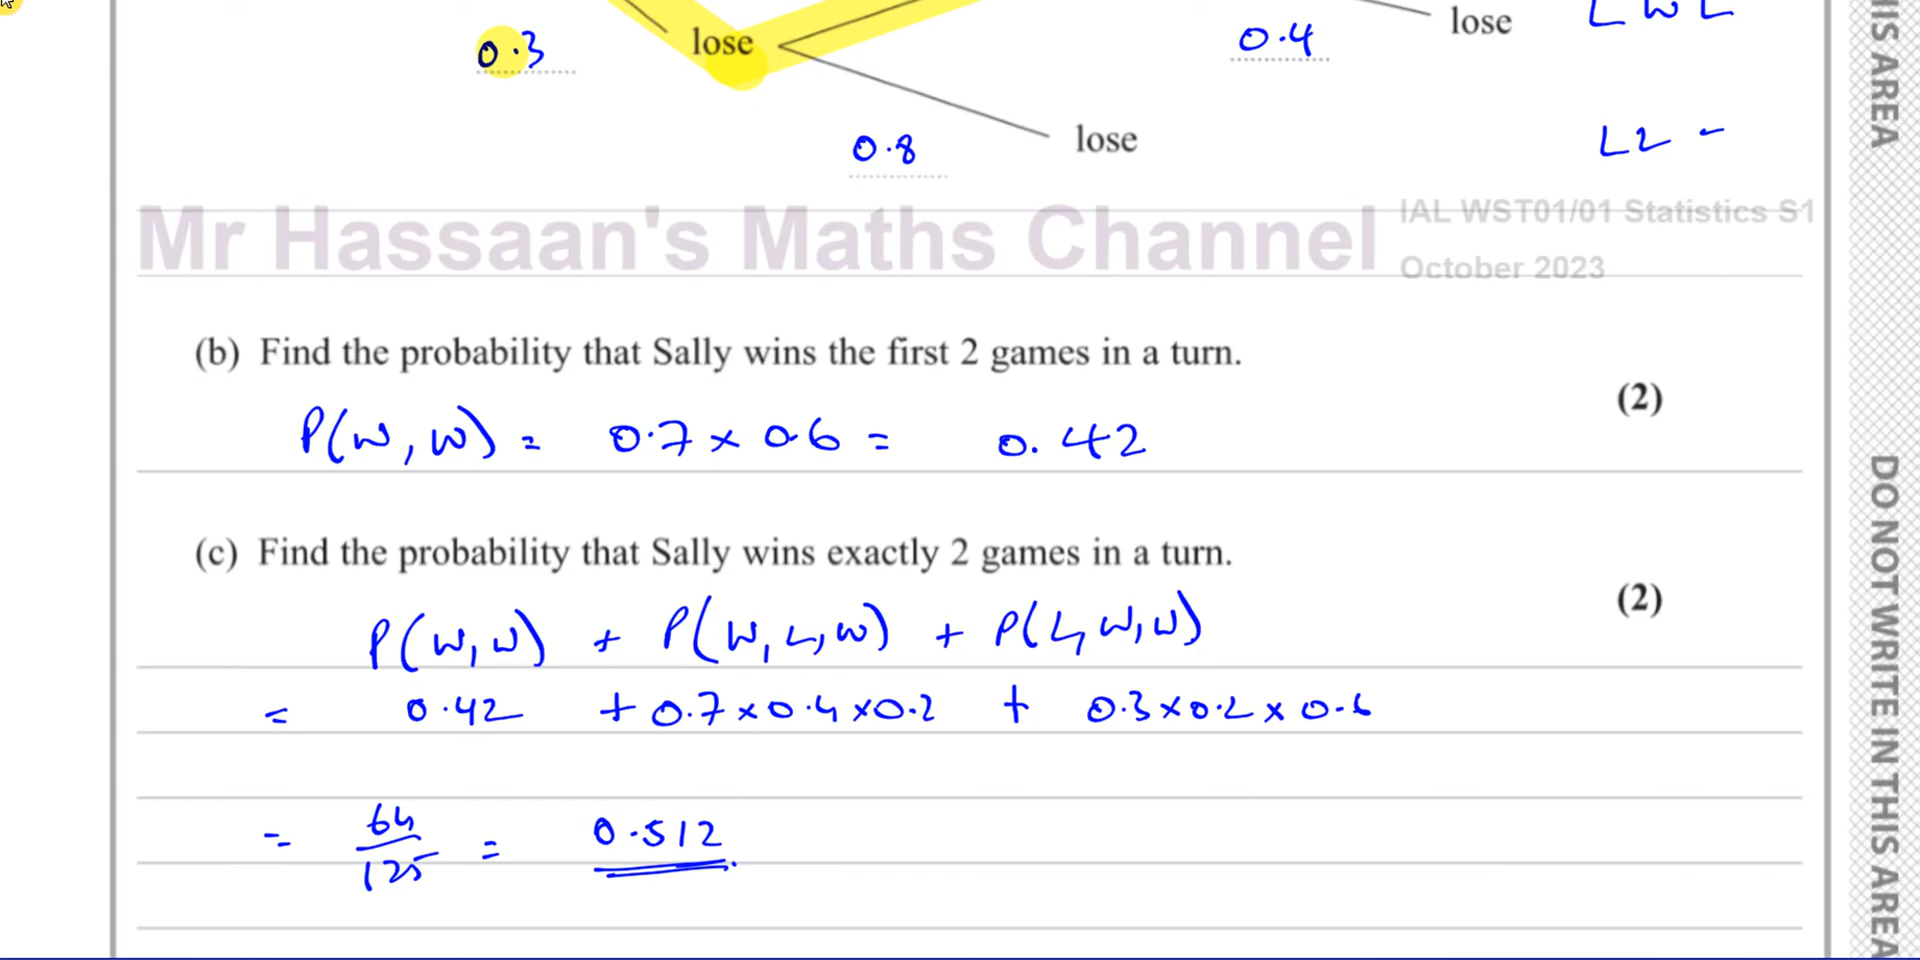 lose
L W L
0.3
lose
0.4
lose
0.8
L L -
Mr Hassaan's Maths Channel
IAL WST01/01 Statistics S1
October 2023
(b) Find the probability that Sally wins the first 2 games in a turn.
(2)
P(W, W) = 0.7 × 0.6 = 0.42
(c) Find the probability that Sally wins exactly 2 games in a turn.
(2)
P(W, W) + P(W, L, W) + P(L, W, W)
= 0.42 + 0.7 × 0.4 × 0.2 + 0.3 × 0.2 × 0.6
= 64/125 = 0.512
HIS AREA
DO NOT WRITE IN THIS AREA